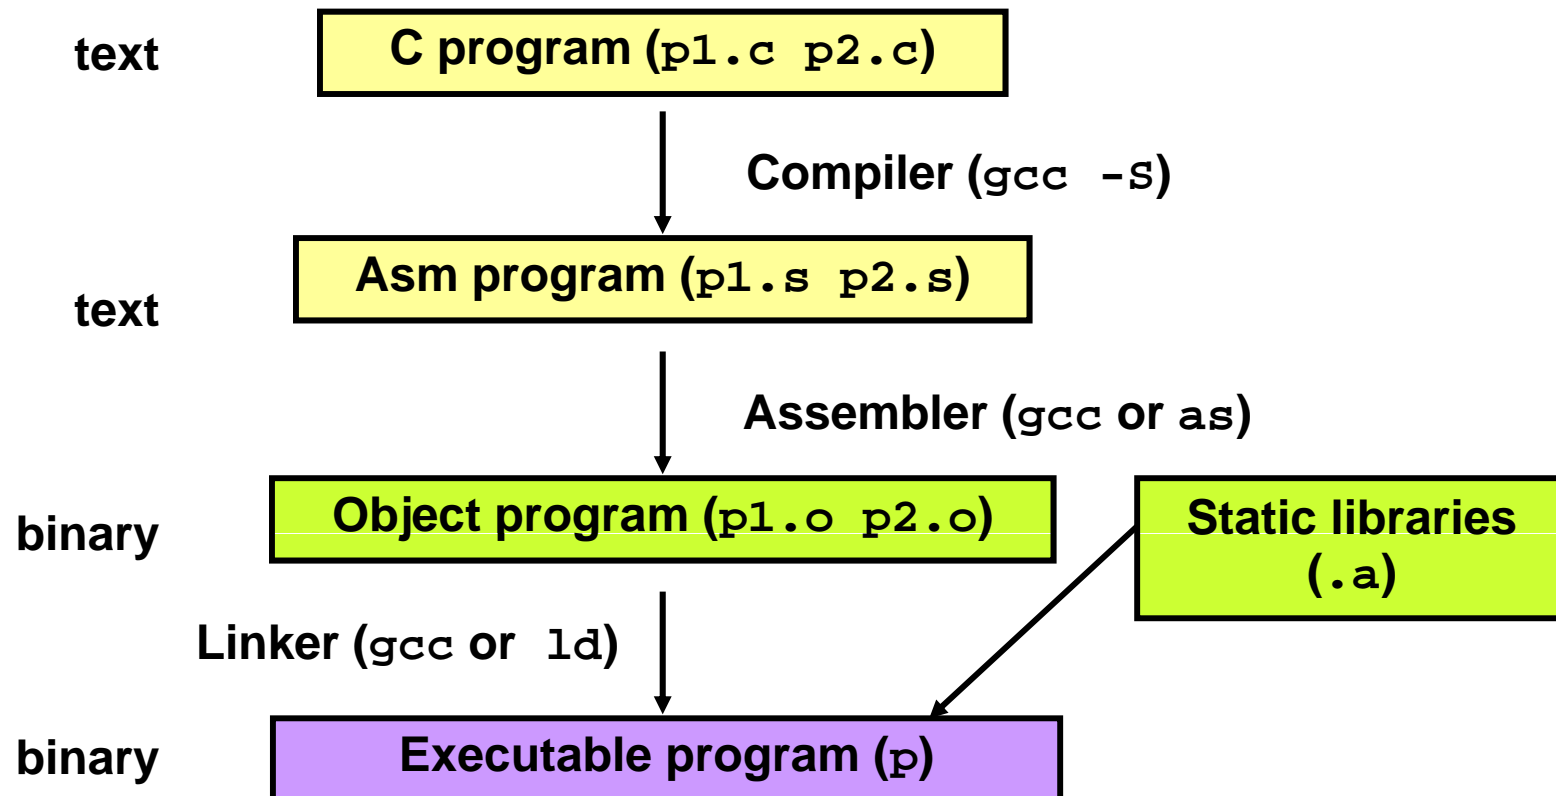 text
C program (p1.c p2.c)
Compiler (gcc -S)
text
Asm program (p1.s p2.s)
Assembler (gcc or as)
binary
Object program (p1.o p2.o)
Static libraries
(.a)
Linker (gcc or ld)
binary
Executable program (p)